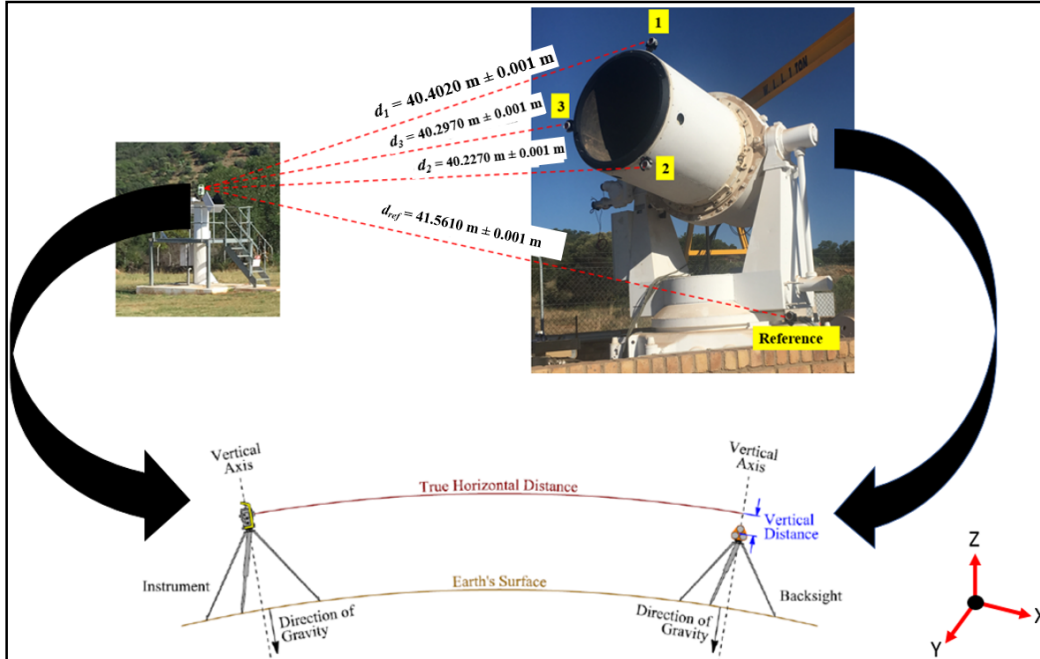 1
d₁ = 40.4020 m ± 0.001 m
3
d₃ = 40.2970 m ± 0.001 m
d₂ = 40.2270 m ± 0.001 m
2
d_ref = 41.5610 m ± 0.001 m
Reference
Vertical
Axis
True Horizontal Distance
Vertical
Axis
Vertical
Distance
Instrument
Earth's Surface
Backsight
Direction of
Gravity
Direction of
Gravity
Z
X
Y